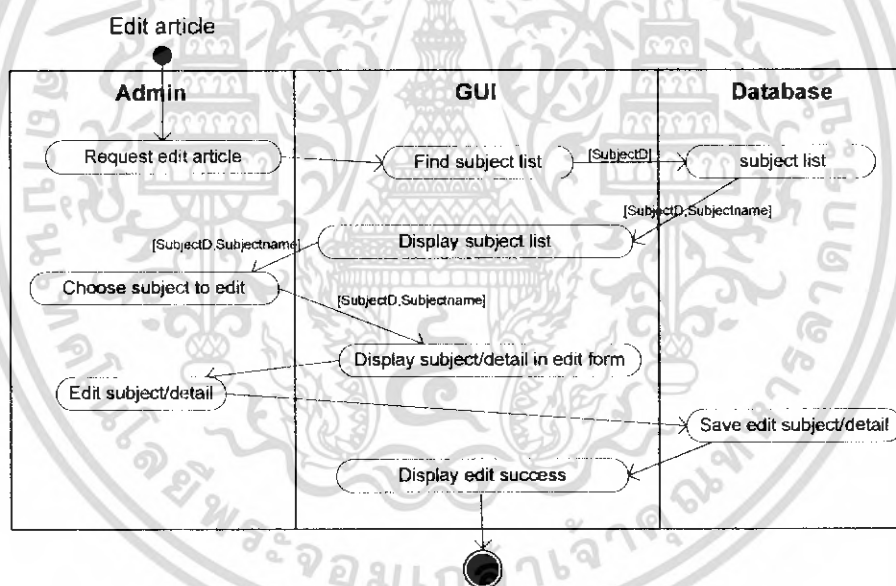 Edit article
Admin
GUI
Database
Request edit article
Find subject list
[SubjectD]
subject list
[SubjectD,Subjectname]
[SubjectD,Subjectname]
Display subject list
Choose subject to edit
[SubjectD,Subjectname]
Display subject/detail in edit form
Edit subject/detail
Save edit subject/detail
Display edit success